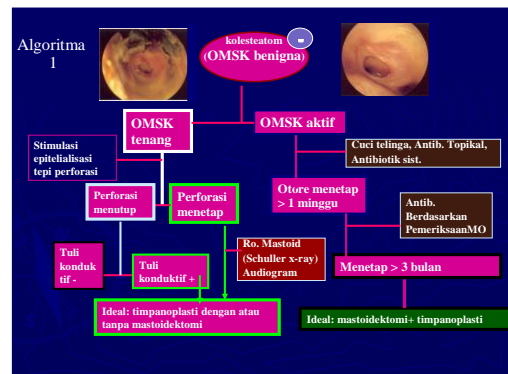 Algoritma
1
kolesteatom -
(OMSK benigna)
OMSK
tenang
OMSK aktif
Stimulasi
epitelialisasi
tepi perforasi
Cuci telinga, Antib. Topikal,
Antibiotik sist.
Perforasi
menutup
Perforasi
menetap
Otore menetap
> 1 minggu
Antib.
Berdasarkan
PemeriksaanMO
Tuli
konduk
tif -
Tuli
konduktif +
Ro. Mastoid
(Schuller x-ray)
Audiogram
Menetap > 3 bulan
Ideal: timpanoplasti dengan atau
tanpa mastoidektomi
Ideal: mastoidektomi+ timpanoplasti